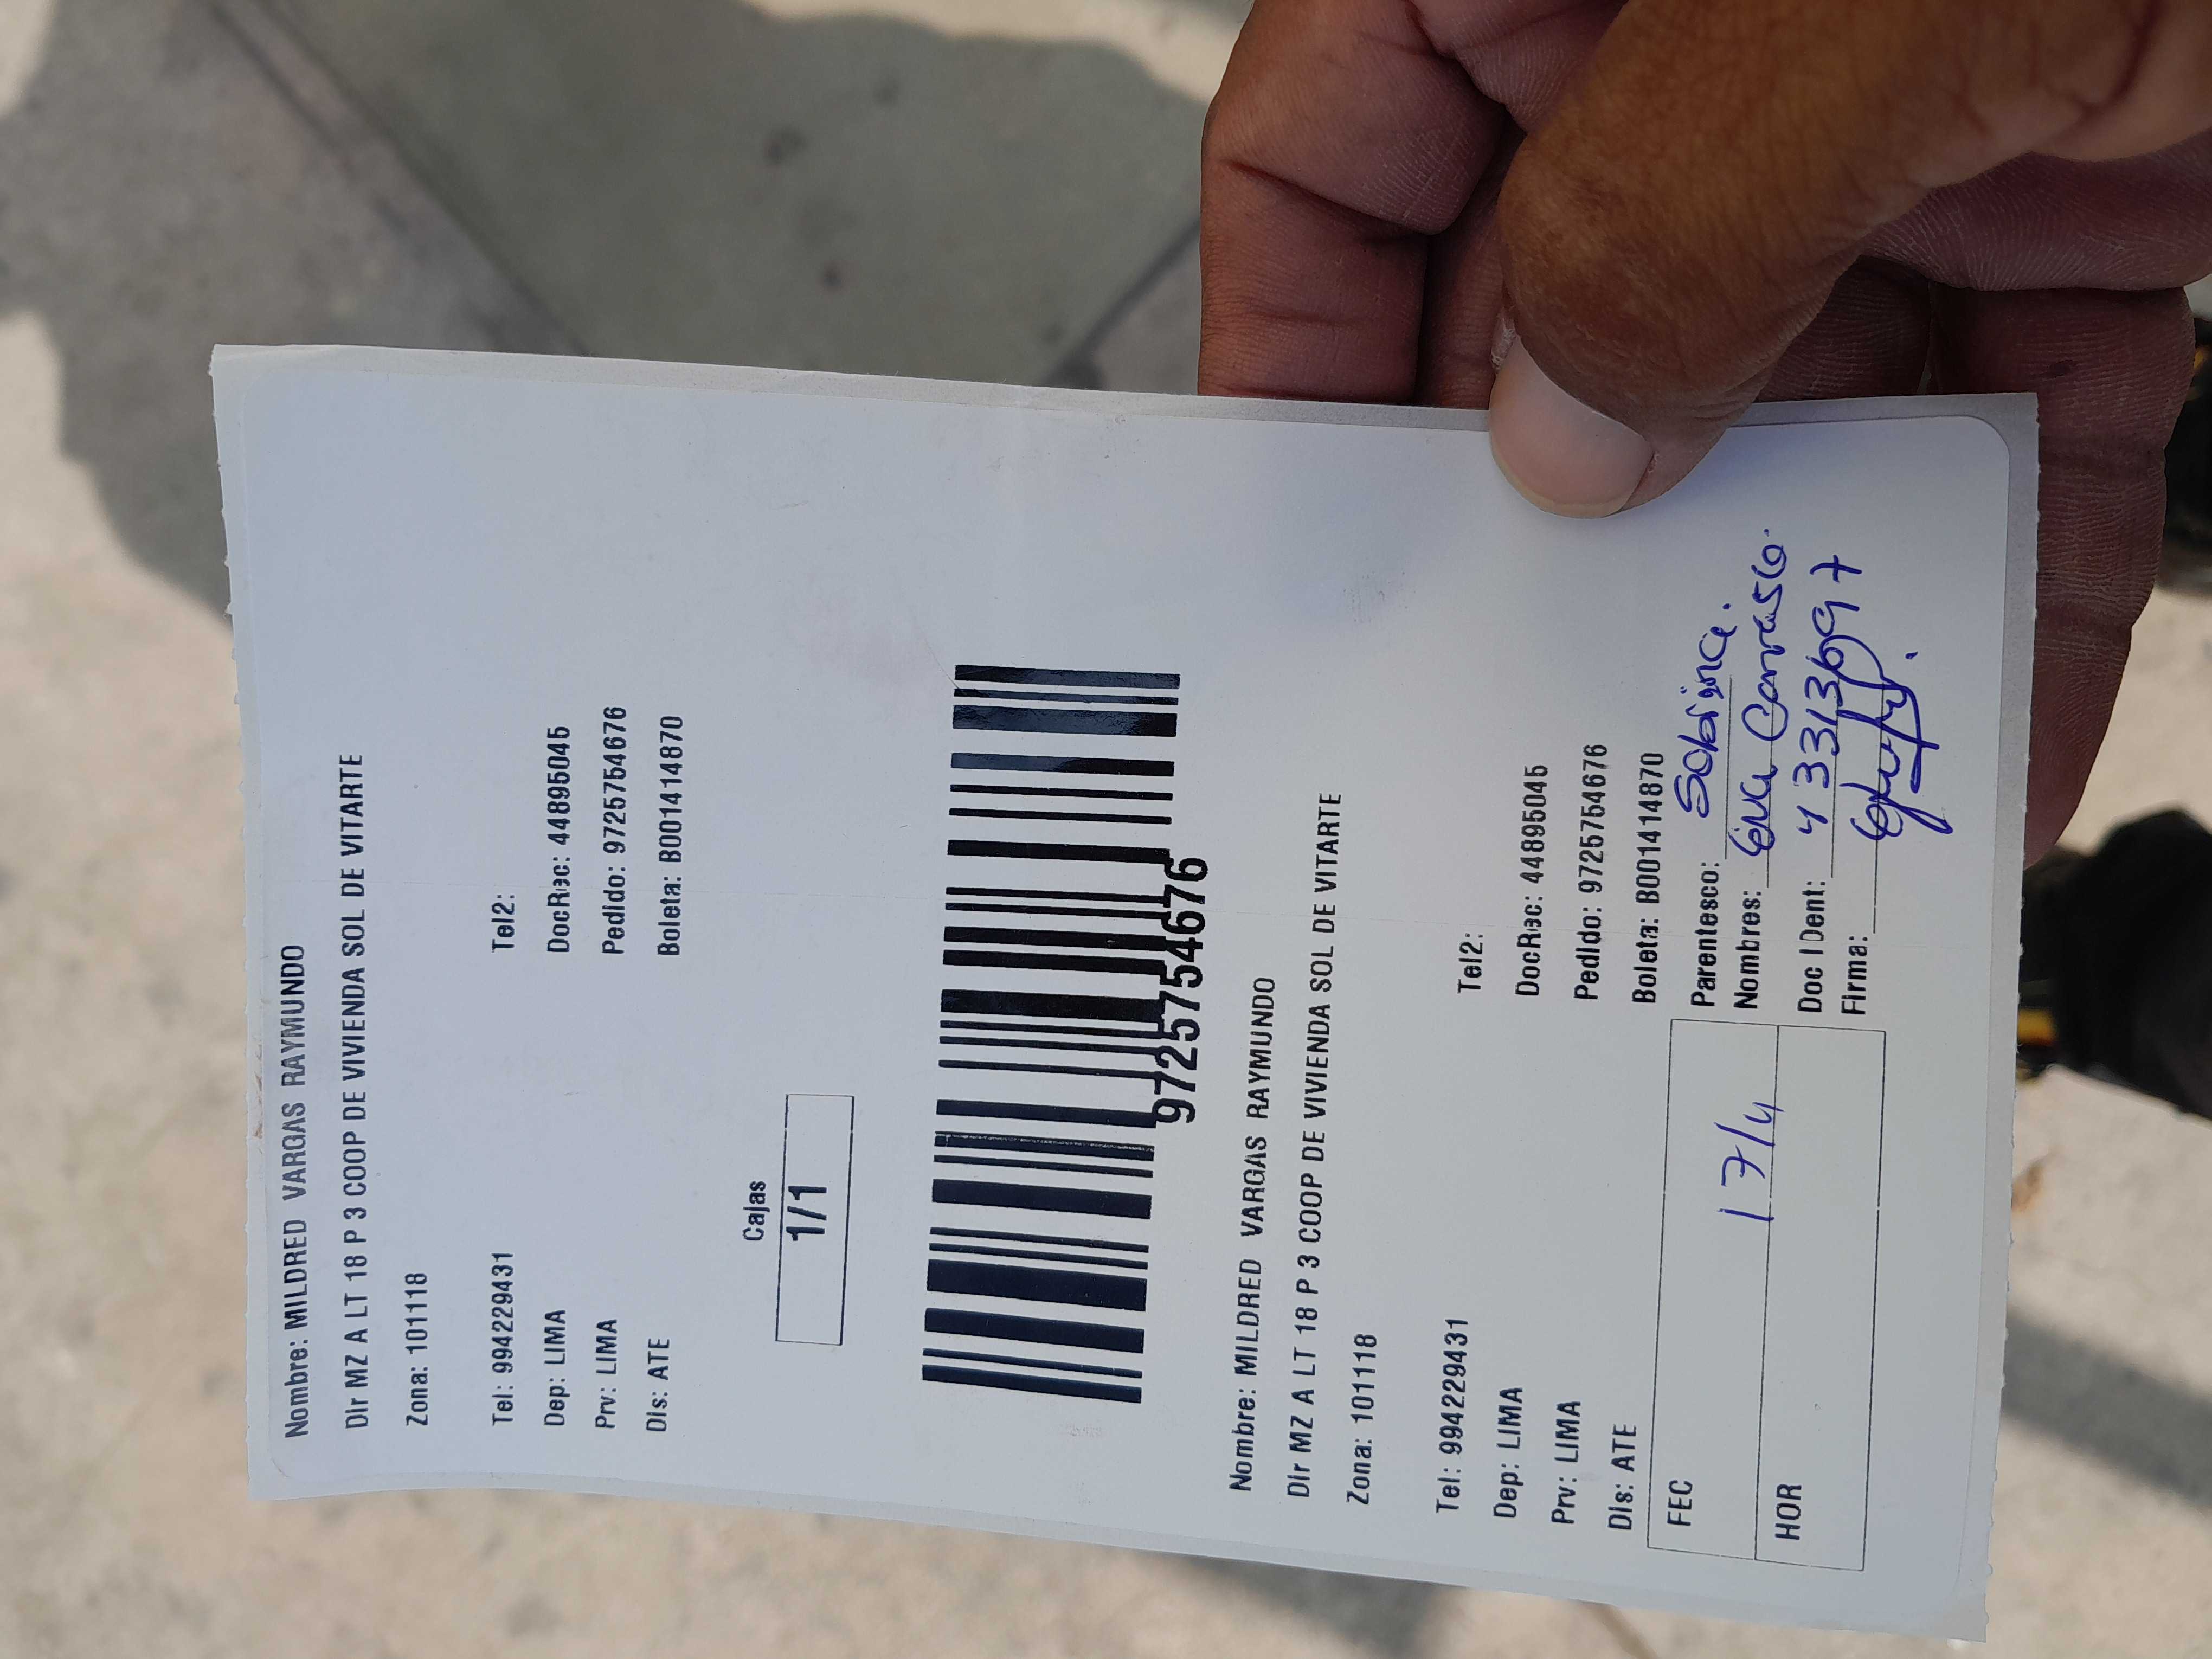 Nombre: MILDRED VARGAS RAYMUNDO
Dir MZ A LT 18 P 3 COOP DE VIVIENDA SOL DE VITARTE
Zona: 101118
Tel: 994229431 Tel2:
Dep: LIMA DocRec: 44895045
Prv: LIMA Pedido: 9725754676
Dis: ATE Boleta: B001414870
Cajas
1/1
9725754676
Nombre: MILDRED VARGAS RAYMUNDO
Dir MZ A LT 18 P 3 COOP DE VIVIENDA SOL DE VITARTE
Zona: 101118
Tel: 994229431 Tel2:
Dep: LIMA DocRec: 44895045
Prv: LIMA Pedido: 9725754676
Dis: ATE Boleta: B001414870
FEC 17/4 Parentesco: Sobrina.
Nombres: Eva Carrasco.
HOR Doc IDent: 43313697
Firma: